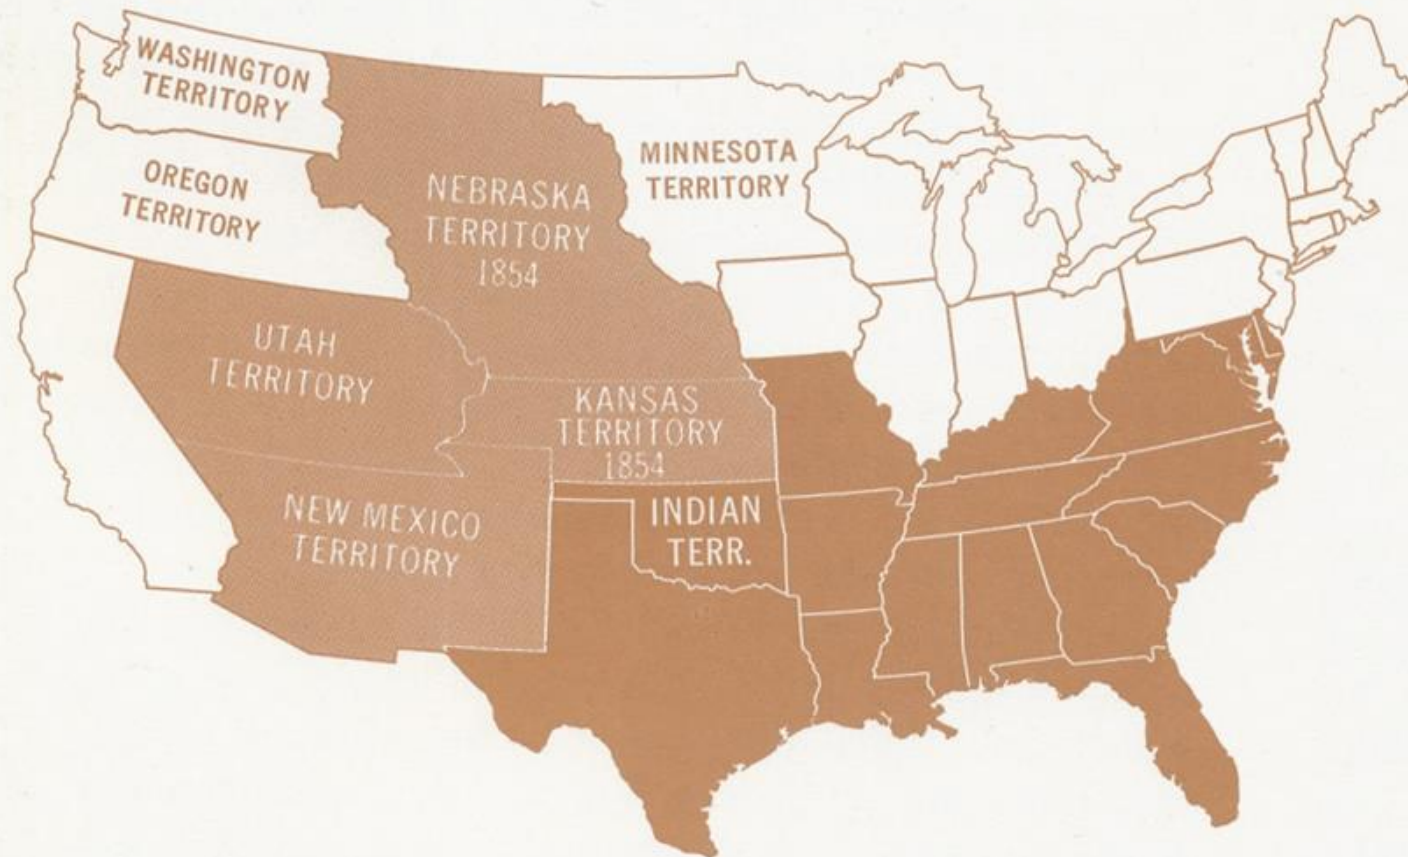 WASHINGTON
TERRITORY
OREGON
TERRITORY
NEBRASKA
TERRITORY
1854
MINNESOTA
TERRITORY
UTAH
TERRITORY
KANSAS
TERRITORY
1854
NEW MEXICO
TERRITORY
INDIAN
TERR.